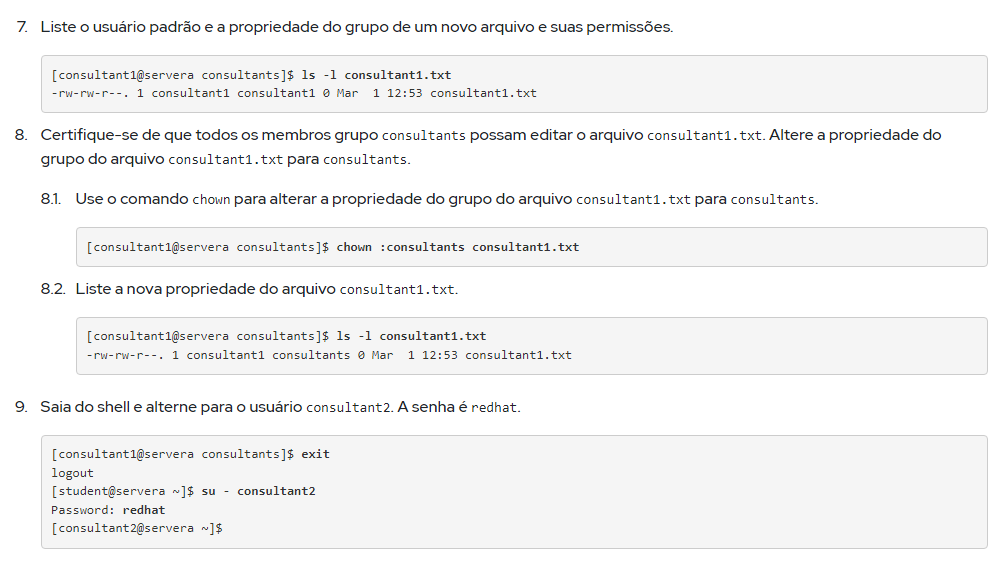 7. Liste o usuário padrão e a propriedade do grupo de um novo arquivo e suas permissões.
[consultant1@servera consultants]$ ls -l consultant1.txt
-rw-rw-r--. 1 consultant1 consultant1 0 Mar  1 12:53 consultant1.txt
8. Certifique-se de que todos os membros grupo consultants possam editar o arquivo consultant1.txt. Altere a propriedade do
grupo do arquivo consultant1.txt para consultants.
8.1. Use o comando chown para alterar a propriedade do grupo do arquivo consultant1.txt para consultants.
[consultant1@servera consultants]$ chown :consultants consultant1.txt
8.2. Liste a nova propriedade do arquivo consultant1.txt.
[consultant1@servera consultants]$ ls -l consultant1.txt
-rw-rw-r--. 1 consultant1 consultants 0 Mar  1 12:53 consultant1.txt
9. Saia do shell e alterne para o usuário consultant2. A senha é redhat.
[consultant1@servera consultants]$ exit
logout
[student@servera ~]$ su - consultant2
Password: redhat
[consultant2@servera ~]$